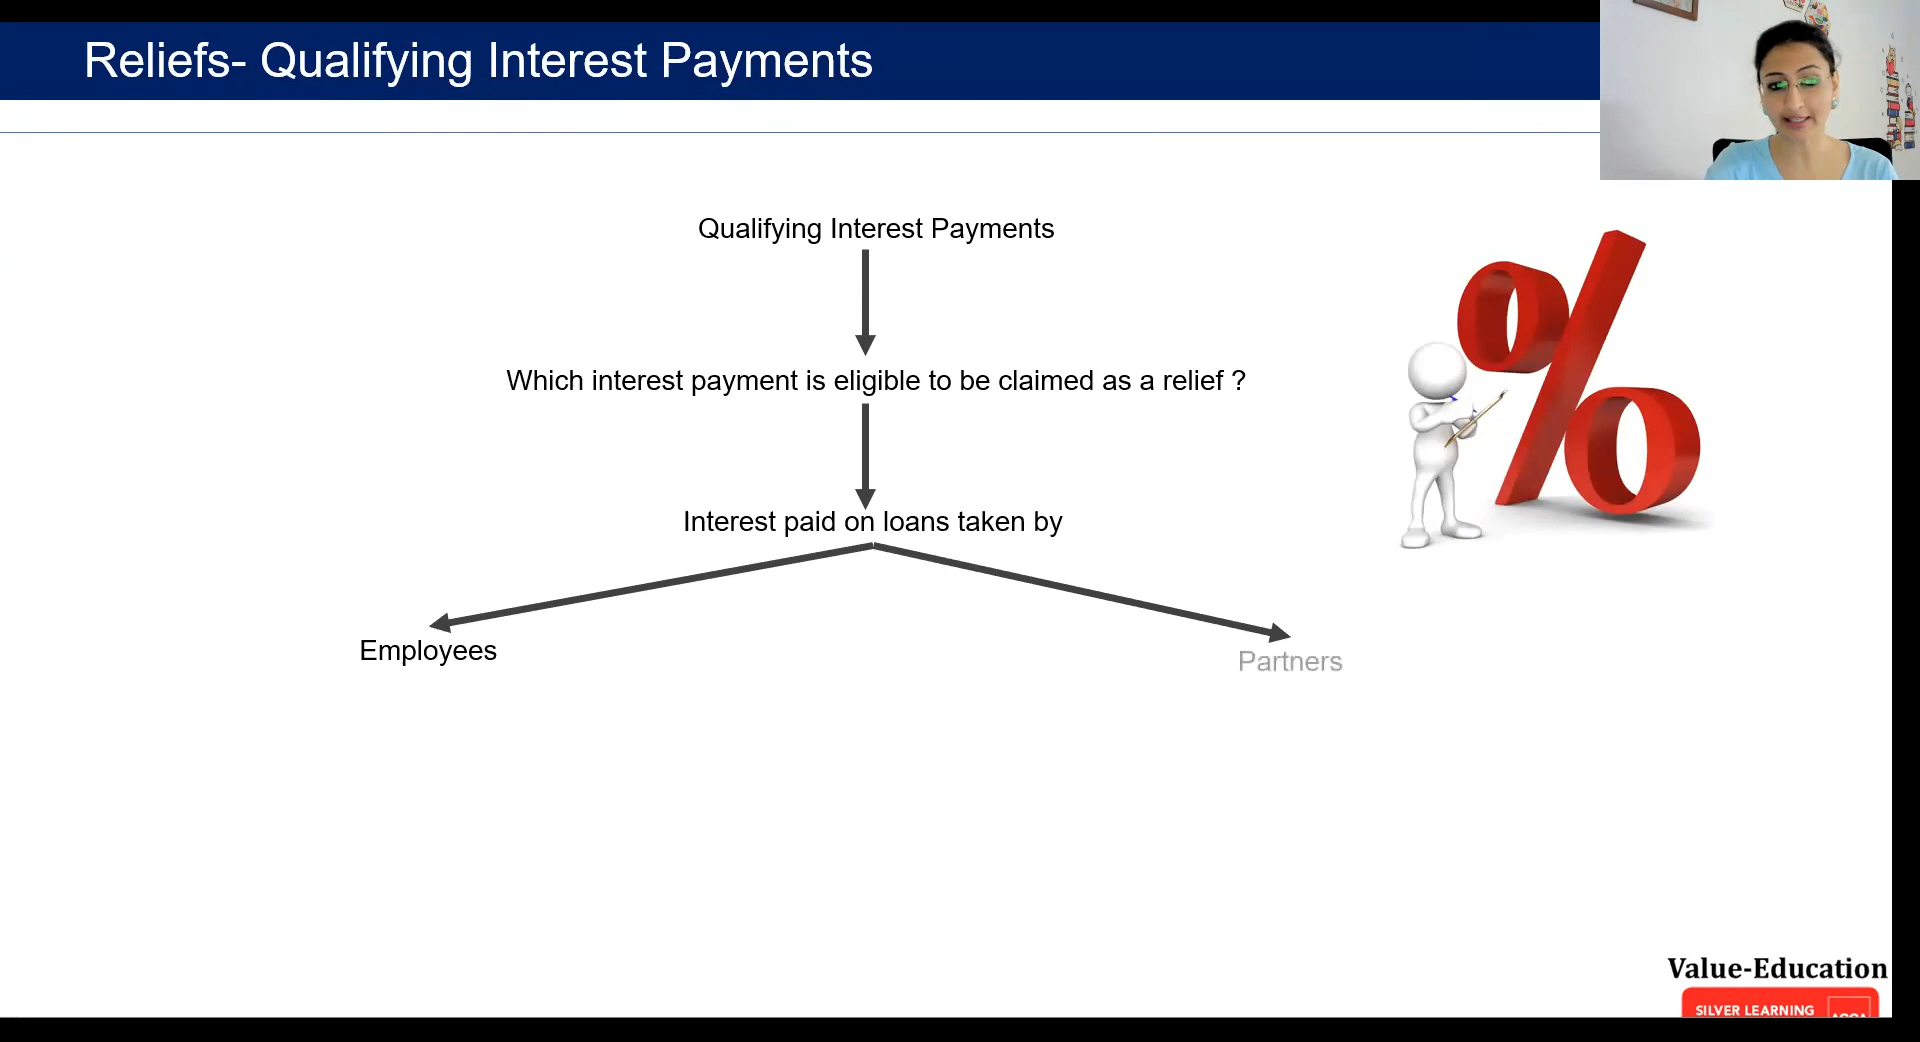 Reliefs- Qualifying Interest Payments
Qualifying Interest Payments
Which interest payment is eligible to be claimed as a relief ?
Interest paid on loans taken by
Employees
Partners
Value-Education
SILVER LEARNING
ACCA